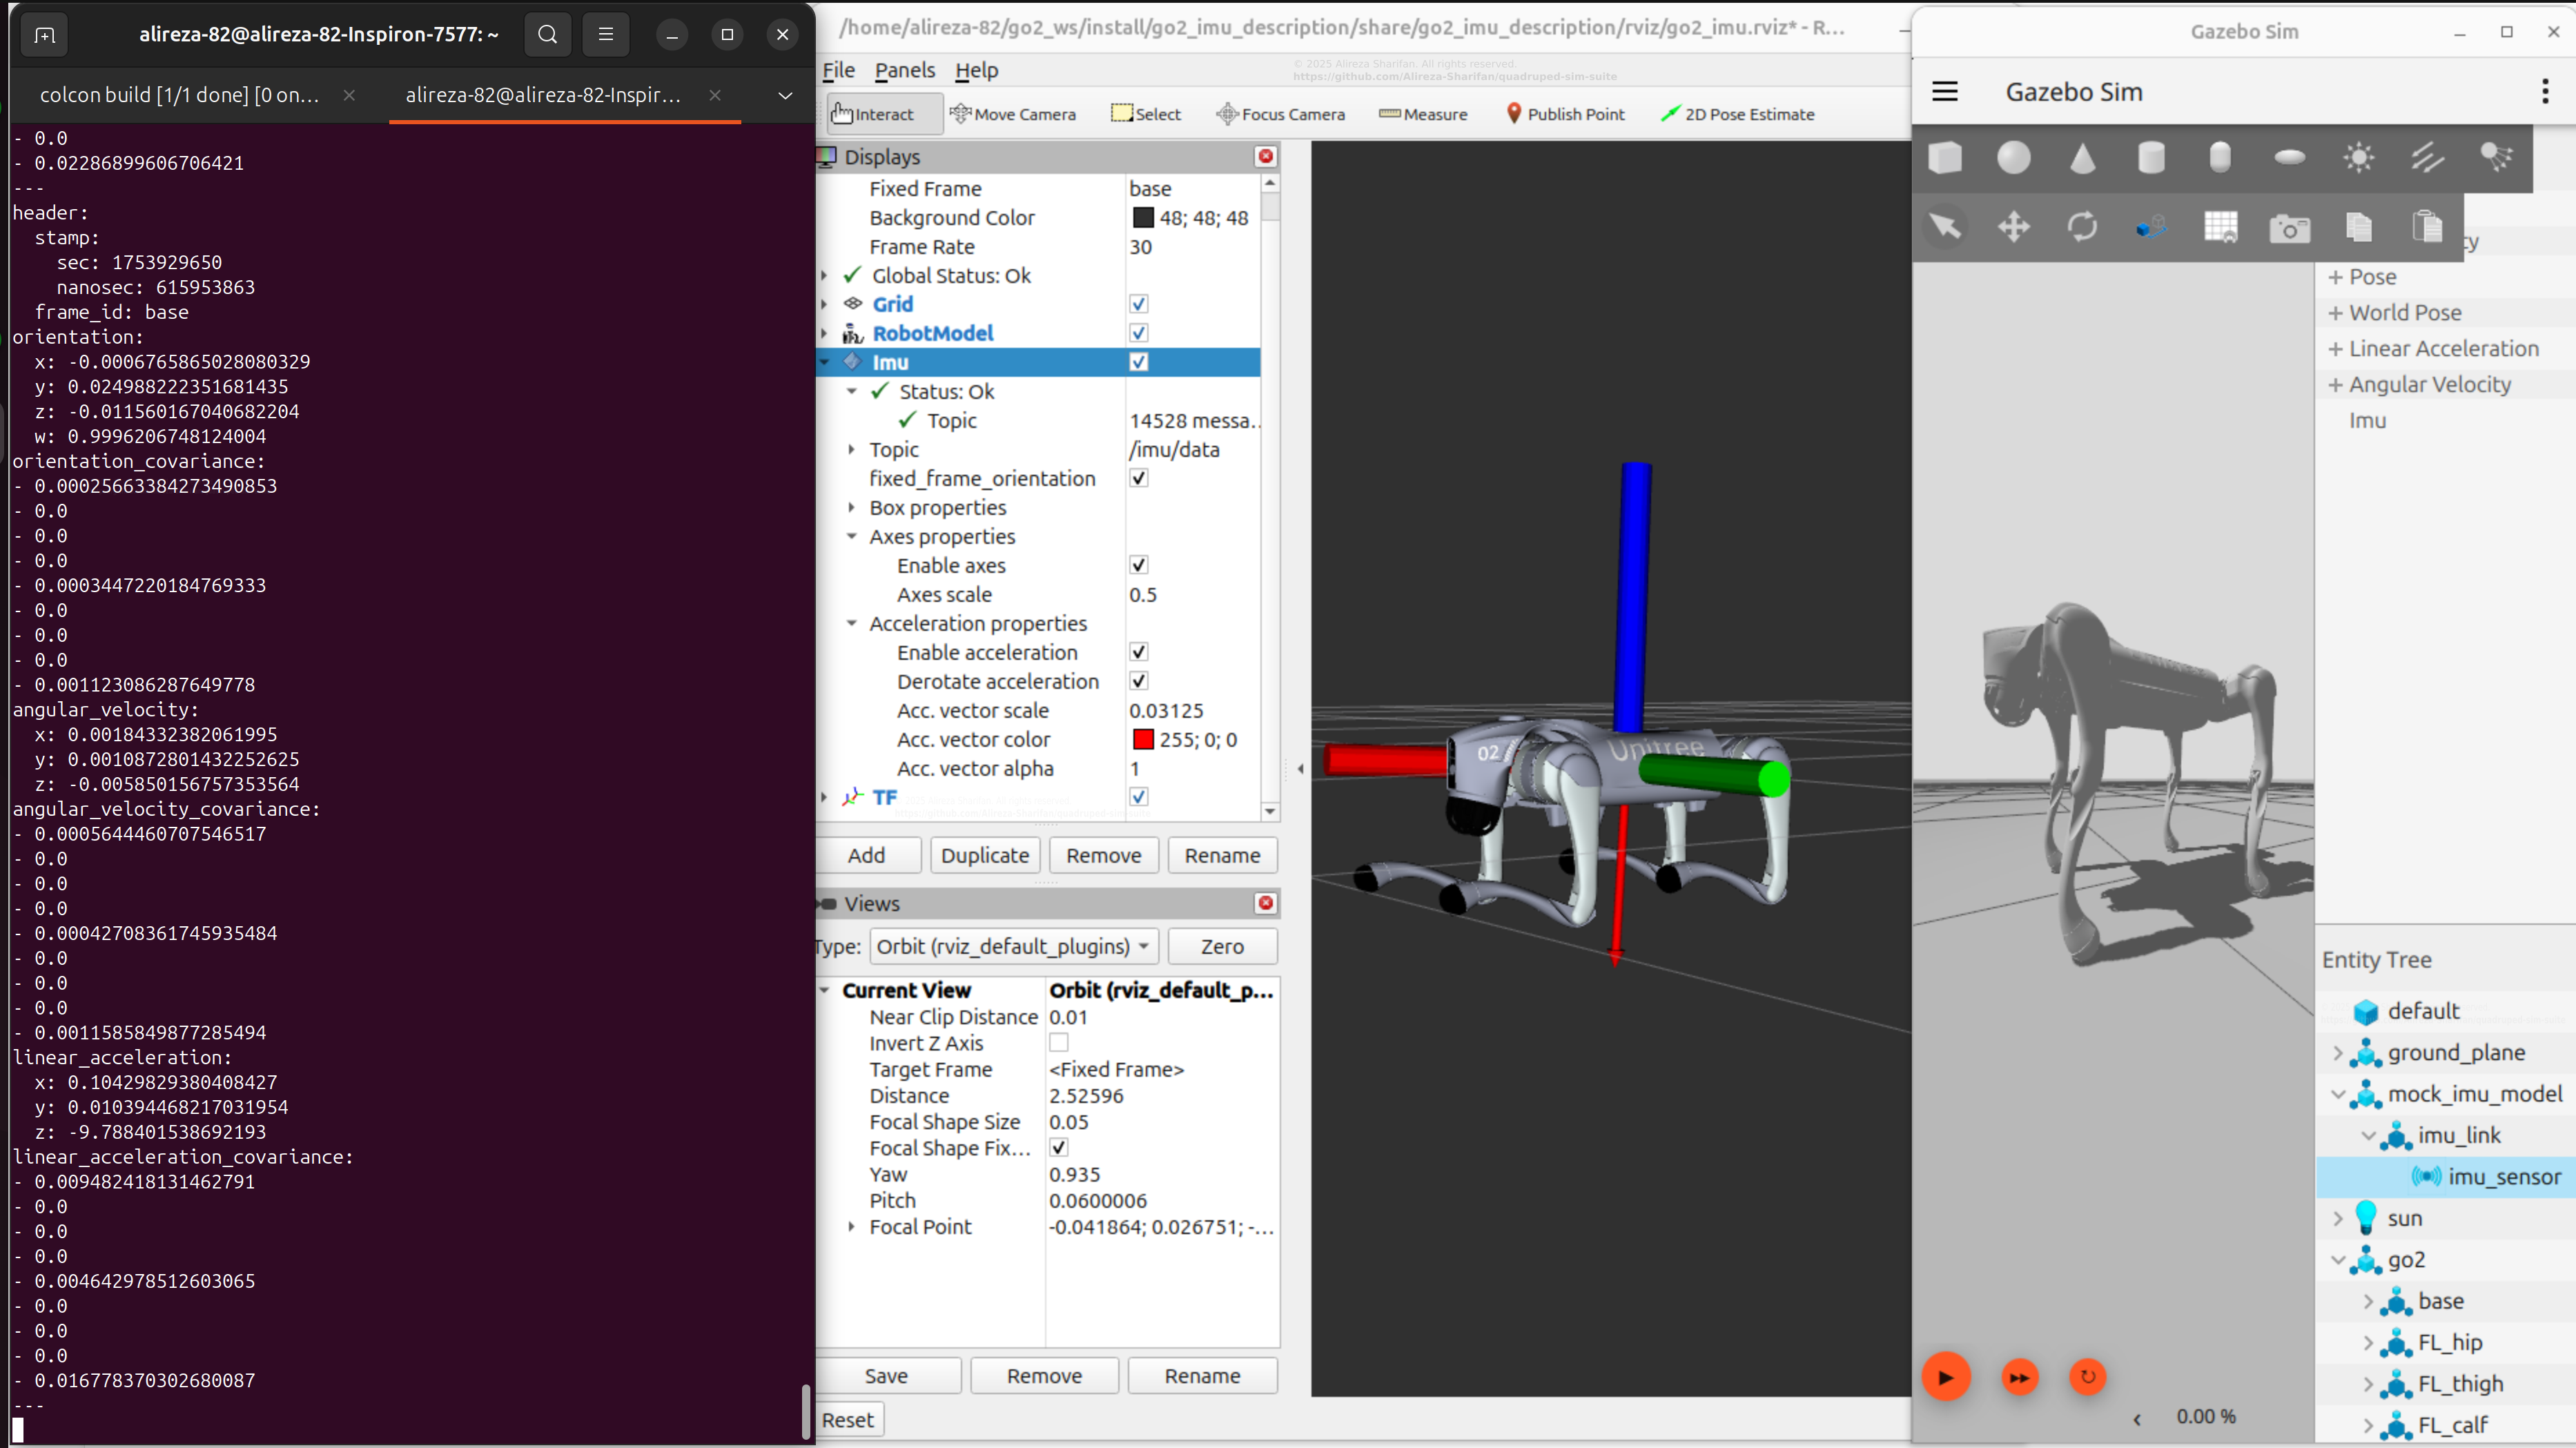 alireza-82@alireza-82-Inspiron-7577: ~
colcon build [1/1 done] [0 on...
alireza-82@alireza-82-Inspir...
- 0.0
- 0.02286899606706421
---
header:
stamp:
sec: 1753929650
nanosec: 615953863
frame_id: base
orientation:
x: -0.0006765865028080329
y: 0.024988222351681435
z: -0.011560167040682204
w: 0.9996206748124004
orientation_covariance:
- 0.00025663384273490853
- 0.0
- 0.0
- 0.0
- 0.0003447220184769333
- 0.0
- 0.0
- 0.0
- 0.001123086287649778
angular_velocity:
x: 0.00184332382061995
y: 0.0010872801432252625
z: -0.005850156757353564
angular_velocity_covariance:
- 0.0005644460707546517
- 0.0
- 0.0
- 0.0
- 0.00042708361745935484
- 0.0
- 0.0
- 0.0
- 0.0011585849877285494
linear_acceleration:
x: 0.10429829380408427
y: 0.010394468217031954
z: -9.788401538692193
linear_acceleration_covariance:
- 0.009482418131462791
- 0.0
- 0.0
- 0.0
- 0.004642978512603065
- 0.0
- 0.0
- 0.0
- 0.016778370302680087
---
/home/alireza-82/go2_ws/install/go2_imu_description/share/go2_imu_description/rviz/go2_imu.rviz* - R...
File Panels Help
© 2025 Alireza Sharifan. All rights reserved.
https://github.com/Alireza-Sharifan/quadruped-sim-suite
Interact Move Camera Select Focus Camera Measure Publish Point 2D Pose Estimate
Displays
Fixed Frame base
Background Color 48; 48; 48
Frame Rate 30
Global Status: Ok
Grid
RobotModel
Imu
Status: Ok
Topic 14528 messa..
Topic /imu/data
fixed_frame_orientation
Box properties
Axes properties
Enable axes
Axes scale 0.5
Acceleration properties
Enable acceleration
Derotate acceleration
Acc. vector scale 0.03125
Acc. vector color 255; 0; 0
Acc. vector alpha 1
TF
Add Duplicate Remove Rename
Views
Type: Orbit (rviz_default_plugins) Zero
Current View Orbit (rviz_default_p...
Near Clip Distance 0.01
Invert Z Axis
Target Frame <Fixed Frame>
Distance 2.52596
Focal Shape Size 0.05
Focal Shape Fix...
Yaw 0.935
Pitch 0.0600006
Focal Point -0.041864; 0.026751; -...
Save Remove Rename
Reset
02
Unitree
Gazebo Sim
Gazebo Sim
cy
Pose
World Pose
Linear Acceleration
Angular Velocity
Imu
Unitree
Entity Tree
default
ground_plane
mock_imu_model
imu_link
imu_sensor
sun
go2
base
FL_hip
FL_thigh
FL_calf
0.00 %